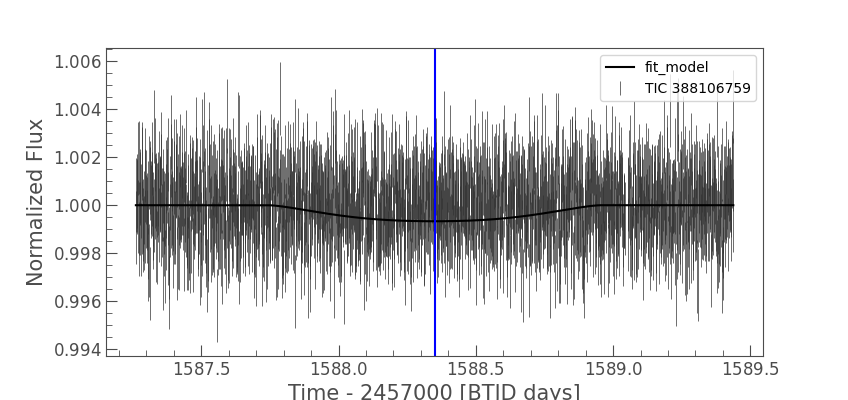 fit_model
TIC 388106759
Normalized Flux
1.006
1.004
1.002
1.000
0.998
0.996
0.994
1587.5 1588.0 1588.5 1589.0 1589.5
Time - 2457000 [BTJD days]